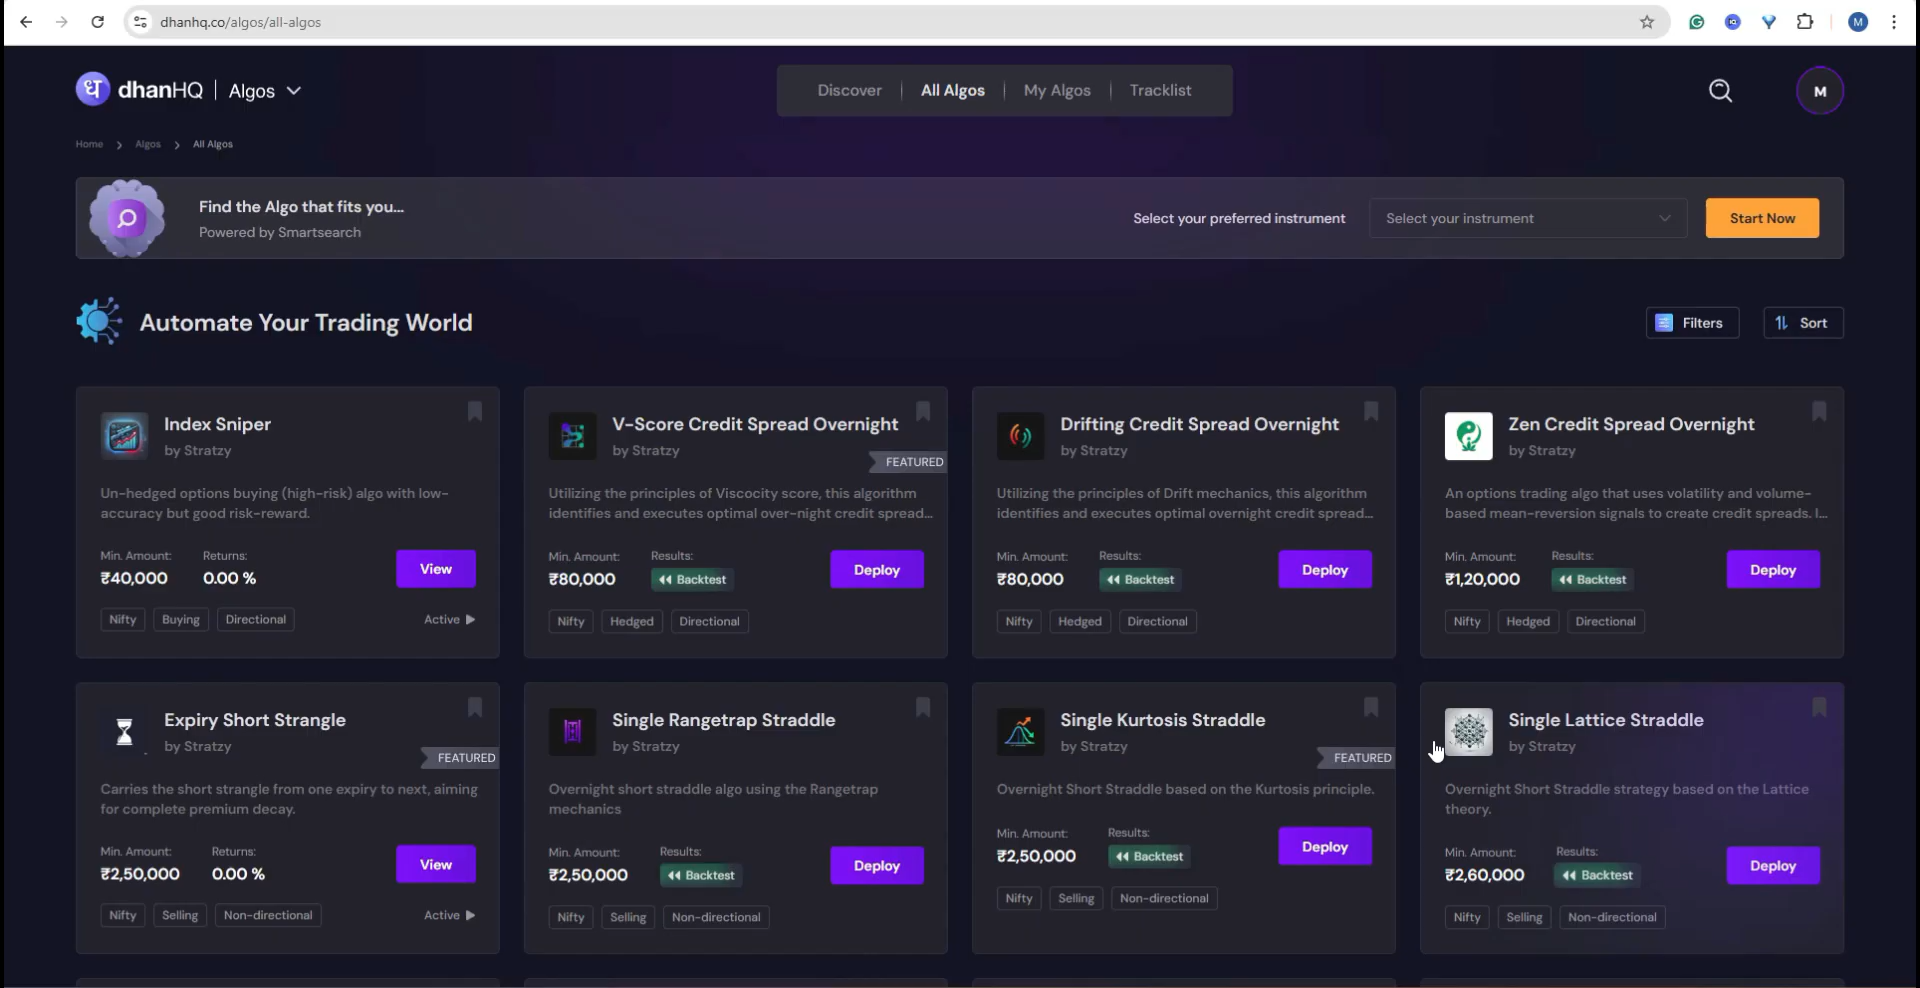 dhanhq.co/algos/all-algos
M
ध dhanHQ | Algos
Discover
All Algos
My Algos
Tracklist
M
Home > Algos > All Algos
Find the Algo that fits you...
Powered by Smartsearch
Select your preferred instrument
Select your instrument
Start Now
Automate Your Trading World
Filters
Sort
Index Sniper
by Stratzy
Un-hedged options buying (high-risk) algo with low-
accuracy but good risk-reward.
Min. Amount: Returns:
₹40,000 0.00 %
View
Nifty Buying Directional
Active
V-Score Credit Spread Overnight
by Stratzy
FEATURED
Utilizing the principles of Viscocity score, this algorithm
identifies and executes optimal over-night credit spread...
Min. Amount: Results:
₹80,000 Backtest
Deploy
Nifty Hedged Directional
Drifting Credit Spread Overnight
by Stratzy
Utilizing the principles of Drift mechanics, this algorithm
identifies and executes optimal overnight credit spread...
Min. Amount: Results:
₹80,000 Backtest
Deploy
Nifty Hedged Directional
Zen Credit Spread Overnight
by Stratzy
An options trading algo that uses volatility and volume-
based mean-reversion signals to create credit spreads. I...
Min. Amount: Results:
₹1,20,000 Backtest
Deploy
Nifty Hedged Directional
Expiry Short Strangle
by Stratzy
FEATURED
Carries the short strangle from one expiry to next, aiming
for complete premium decay.
Min. Amount: Returns:
₹2,50,000 0.00 %
View
Nifty Selling Non-directional
Active
Single Rangetrap Straddle
by Stratzy
Overnight short straddle algo using the Rangetrap
mechanics
Min. Amount: Results:
₹2,50,000 Backtest
Deploy
Nifty Selling Non-directional
Single Kurtosis Straddle
by Stratzy
FEATURED
Overnight Short Straddle based on the Kurtosis principle.
Min. Amount: Results:
₹2,50,000 Backtest
Deploy
Nifty Selling Non-directional
Single Lattice Straddle
by Stratzy
Overnight Short Straddle strategy based on the Lattice
theory.
Min. Amount: Results:
₹2,60,000 Backtest
Deploy
Nifty Selling Non-directional